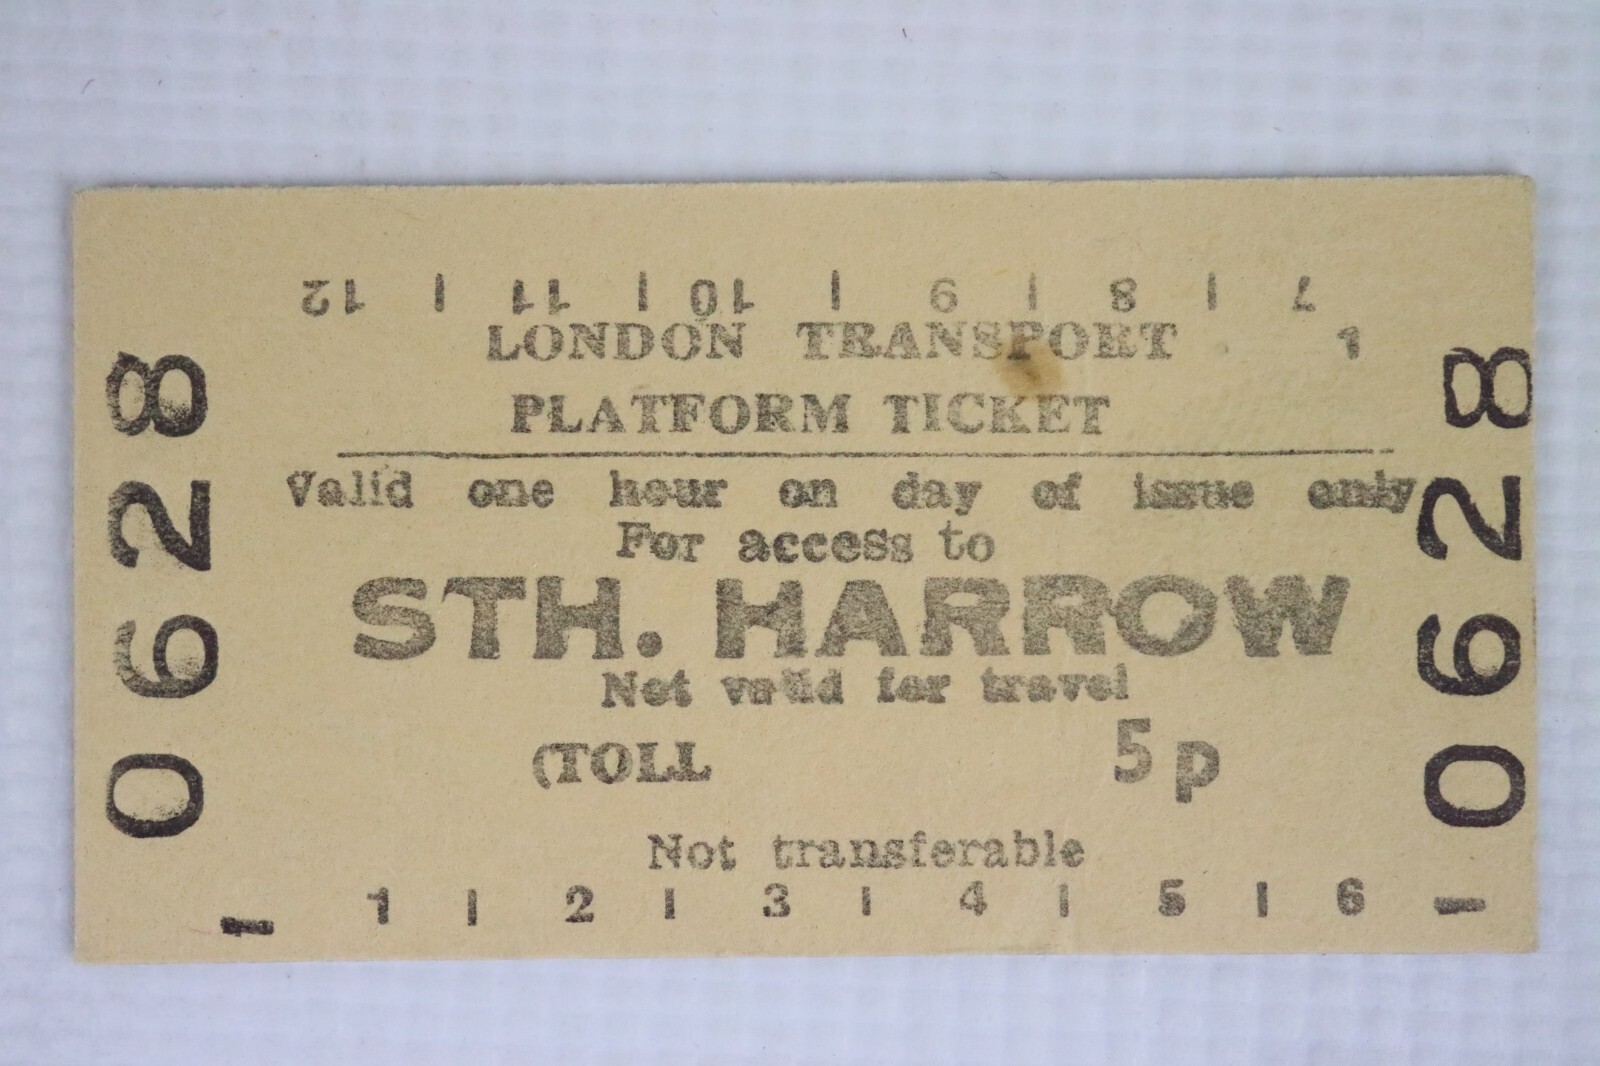 12 | 11 | 10 | 9 | 8 | 7
LONDON TRANSPORT 1
PLATFORM TICKET
Valid one hour on day of issue only
For access to
STH. HARROW
Not valid for travel
(TOLL 5p
Not transferable
1 | 2 | 3 | 4 | 5 | 6
0628
0628